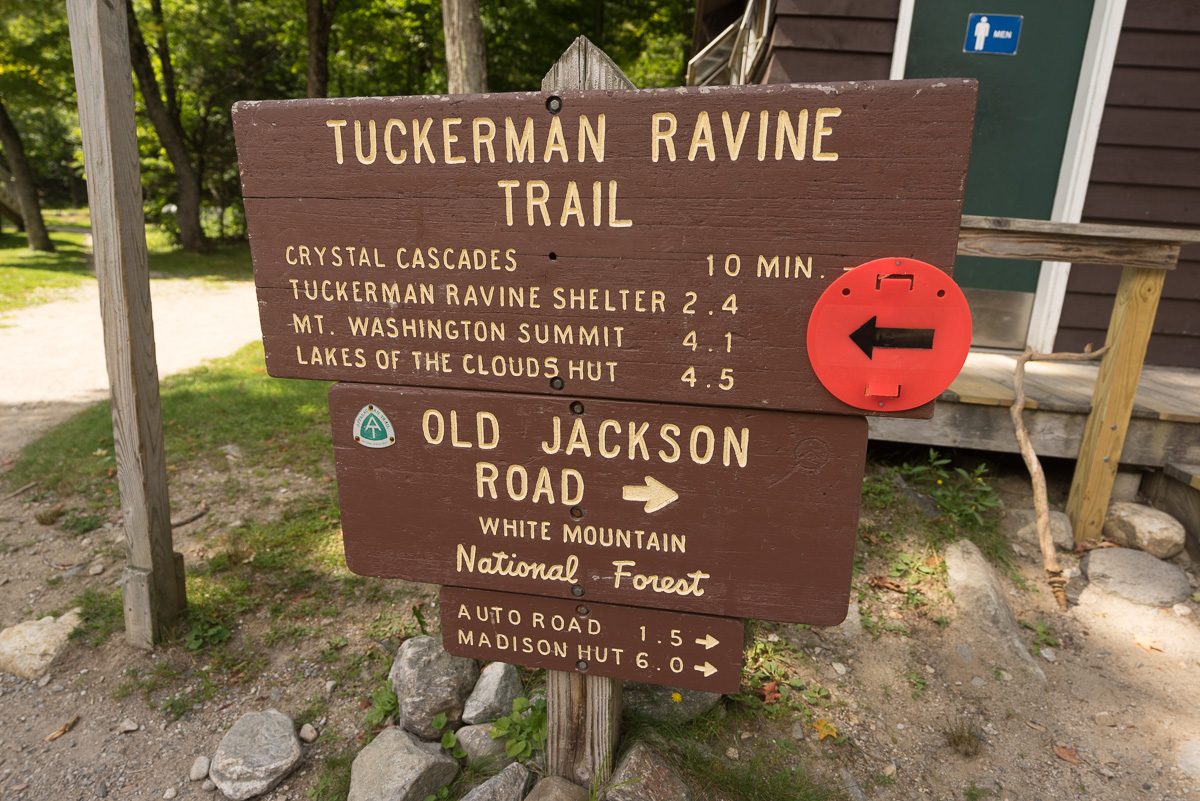 MEN
TUCKERMAN RAVINE
TRAIL
CRYSTAL CASCADES 10 MIN.
TUCKERMAN RAVINE SHELTER 2.4
MT. WASHINGTON SUMMIT 4.1
LAKES OF THE CLOUDS HUT 4.5
OLD JACKSON
ROAD
WHITE MOUNTAIN
National Forest
AUTO ROAD 1.5
MADISON HUT 6.0